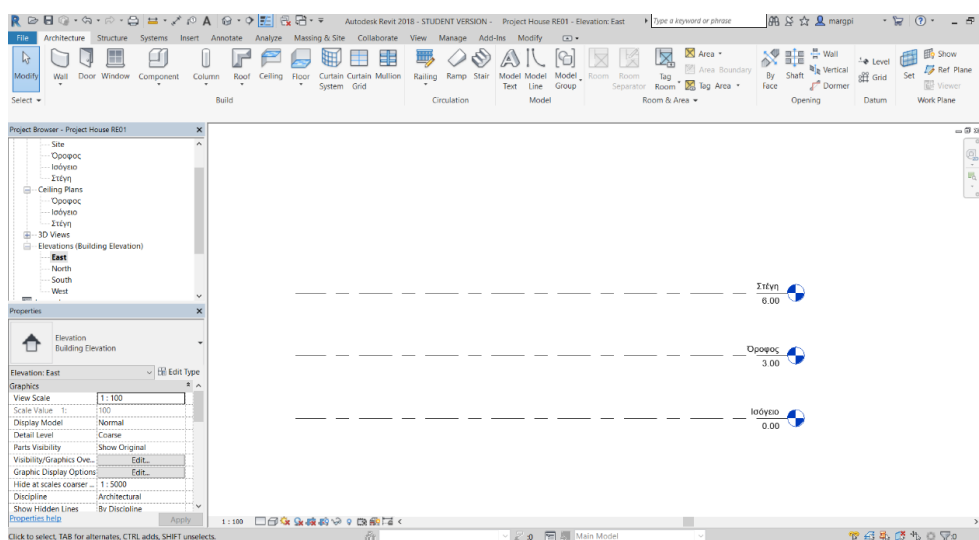 Autodesk Revit 2018 - STUDENT VERSION - Project House RE01 - Elevation: East
Type a keyword or phrase
margpi
File Architecture Structure Systems Insert Annotate Analyze Massing & Site Collaborate View Manage Add-Ins Modify
Modify Wall Door Window Component Column Roof Ceiling Floor Curtain System Curtain Grid Mullion Railing Ramp Stair Model Text Model Line Model Group Room Room Separator Tag Room Area Area Boundary Tag Area By Face Shaft Wall Vertical Dormer Level Grid Set Show Ref Plane Viewer
Select Build Circulation Model Room & Area Opening Datum Work Plane
Project Browser - Project House RE01
Site
Όροφος
Ισόγειο
Στέγη
Ceiling Plans
Όροφος
Ισόγειο
Στέγη
3D Views
Elevations (Building Elevation)
East
North
South
West
Properties
Elevation
Building Elevation
Elevation: East Edit Type
Graphics
View Scale 1 : 100
Scale Value 1: 100
Display Model Normal
Detail Level Coarse
Parts Visibility Show Original
Visibility/Graphics Ove... Edit...
Graphic Display Options Edit...
Hide at scales coarser ... 1 : 5000
Discipline Architectural
Show Hidden Lines By Discipline
Properties help Apply
Στέγη
6.00
Όροφος
3.00
Ισόγειο
0.00
1 : 100
Click to select, TAB for alternates, CTRL adds, SHIFT unselects.
:0 Main Model
:0